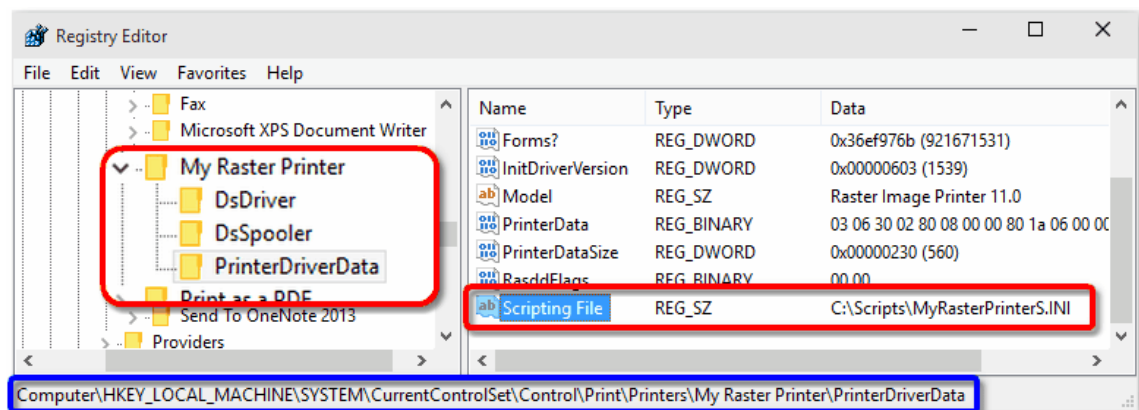 Registry Editor
File Edit View Favorites Help
Fax
Microsoft XPS Document Writer
My Raster Printer
DsDriver
DsSpooler
PrinterDriverData
Print as a PDF
Send To OneNote 2013
Providers
Name Type Data
Forms? REG_DWORD 0x36ef976b (921671531)
InitDriverVersion REG_DWORD 0x00000603 (1539)
Model REG_SZ Raster Image Printer 11.0
PrinterData REG_BINARY 03 06 30 02 80 08 00 00 80 1a 06 00 00
PrinterDataSize REG_DWORD 0x00000230 (560)
RasddFlags REG_BINARY 00 00
Scripting File REG_SZ C:\Scripts\MyRasterPrinterS.INI
Computer\HKEY_LOCAL_MACHINE\SYSTEM\CurrentControlSet\Control\Print\Printers\My Raster Printer\PrinterDriverData